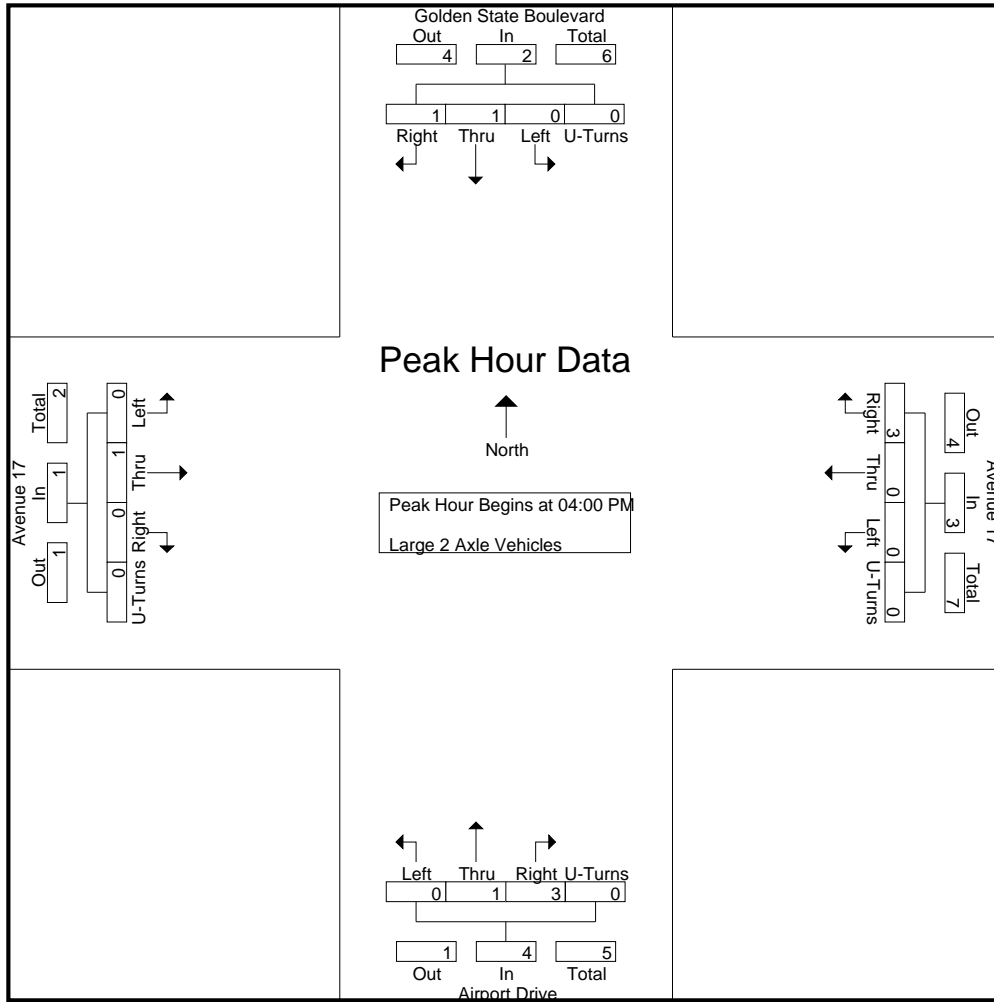 Golden State Boulevard
Out In Total
4 2 6
1 1 0 0
Right Thru Left U-Turns
Peak Hour Data
North
Peak Hour Begins at 04:00 PM
Large 2 Axle Vehicles
Avenue 17
Out In Total
1 1 2
0 1 0 0
Left Thru Right U-Turns
Avenue 17
Out In Total
4 3 7
3 0 0 0
Right Thru Left U-Turns
Left Thru Right U-Turns
0 1 3 0
1 4 5
Out In Total
Airport Drive